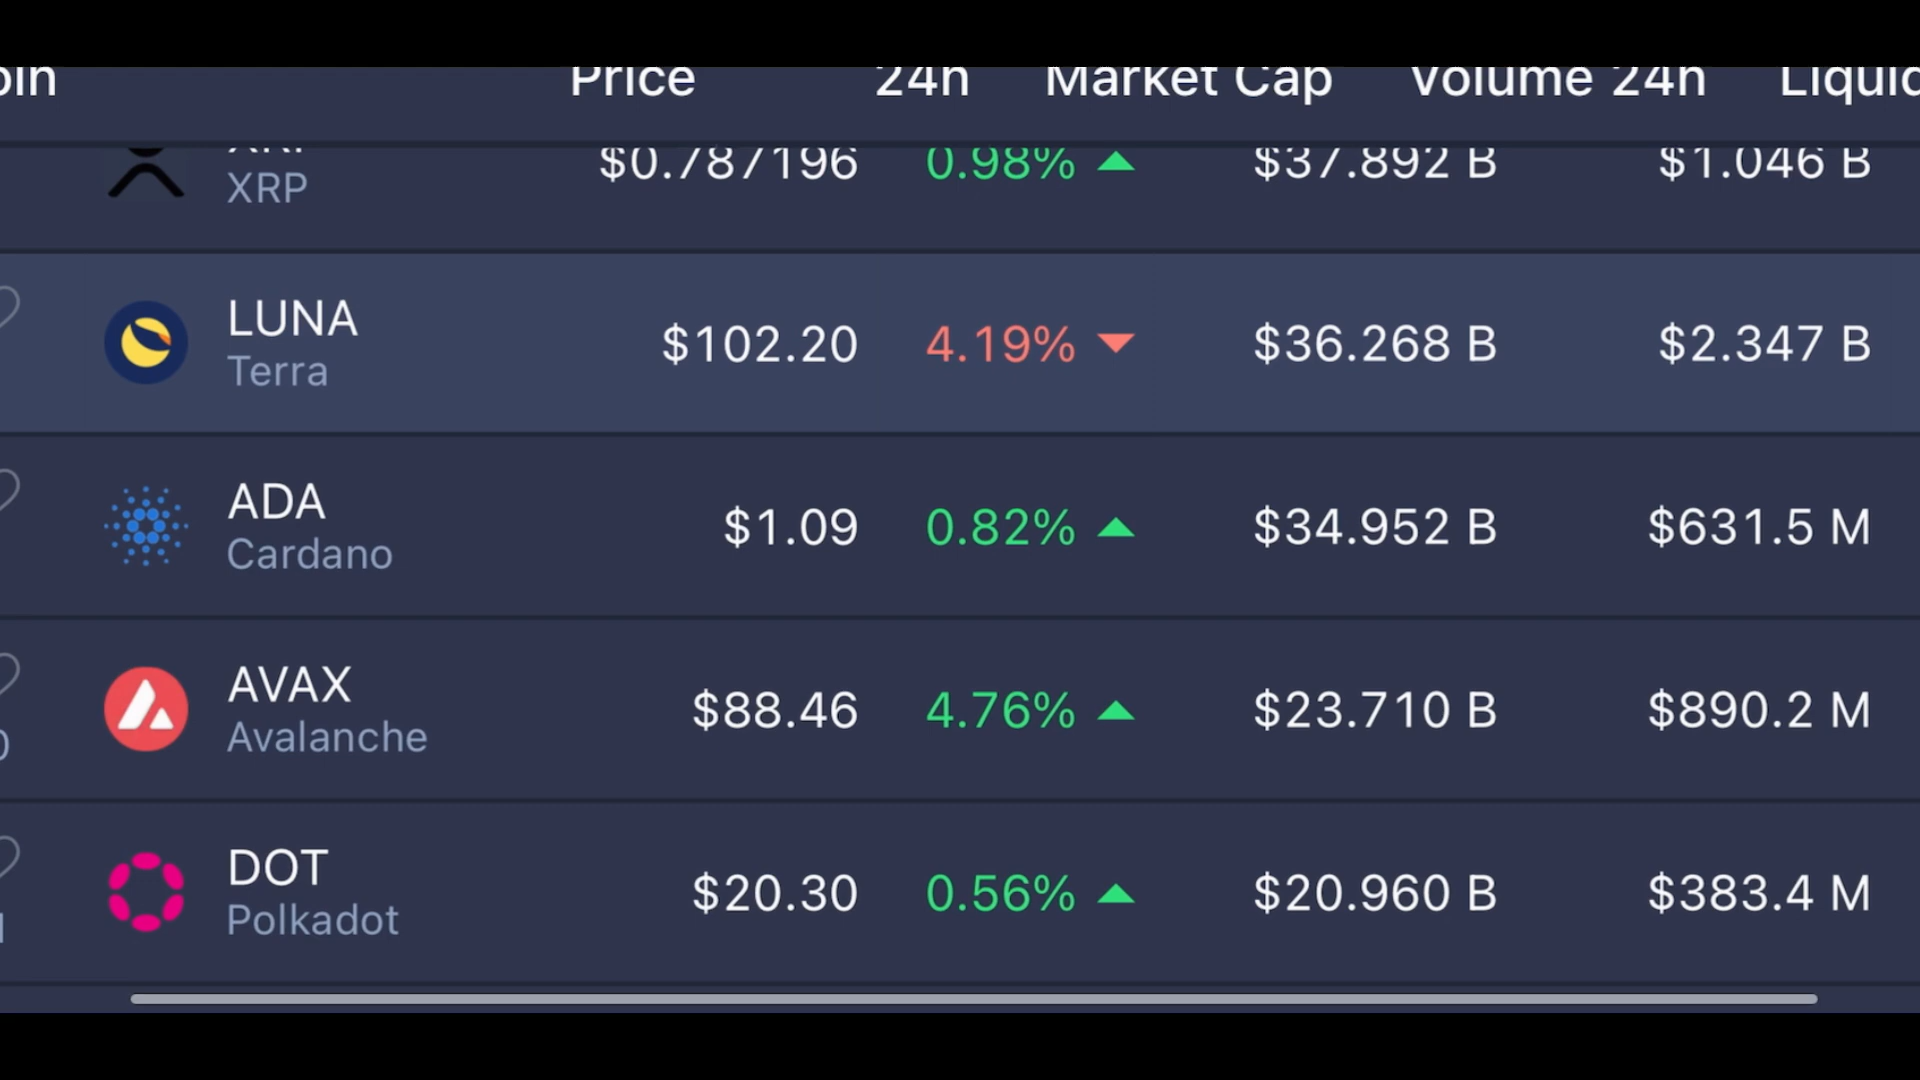 Price 24h Market Cap Volume 24h
$0.787196 0.98% $37.892 B $1.046 B
XRP
LUNA
Terra
$102.20 4.19% $36.268 B $2.347 B
ADA
Cardano
$1.09 0.82% $34.952 B $631.5 M
AVAX
Avalanche
$88.46 4.76% $23.710 B $890.2 M
DOT
Polkadot
$20.30 0.56% $20.960 B $383.4 M